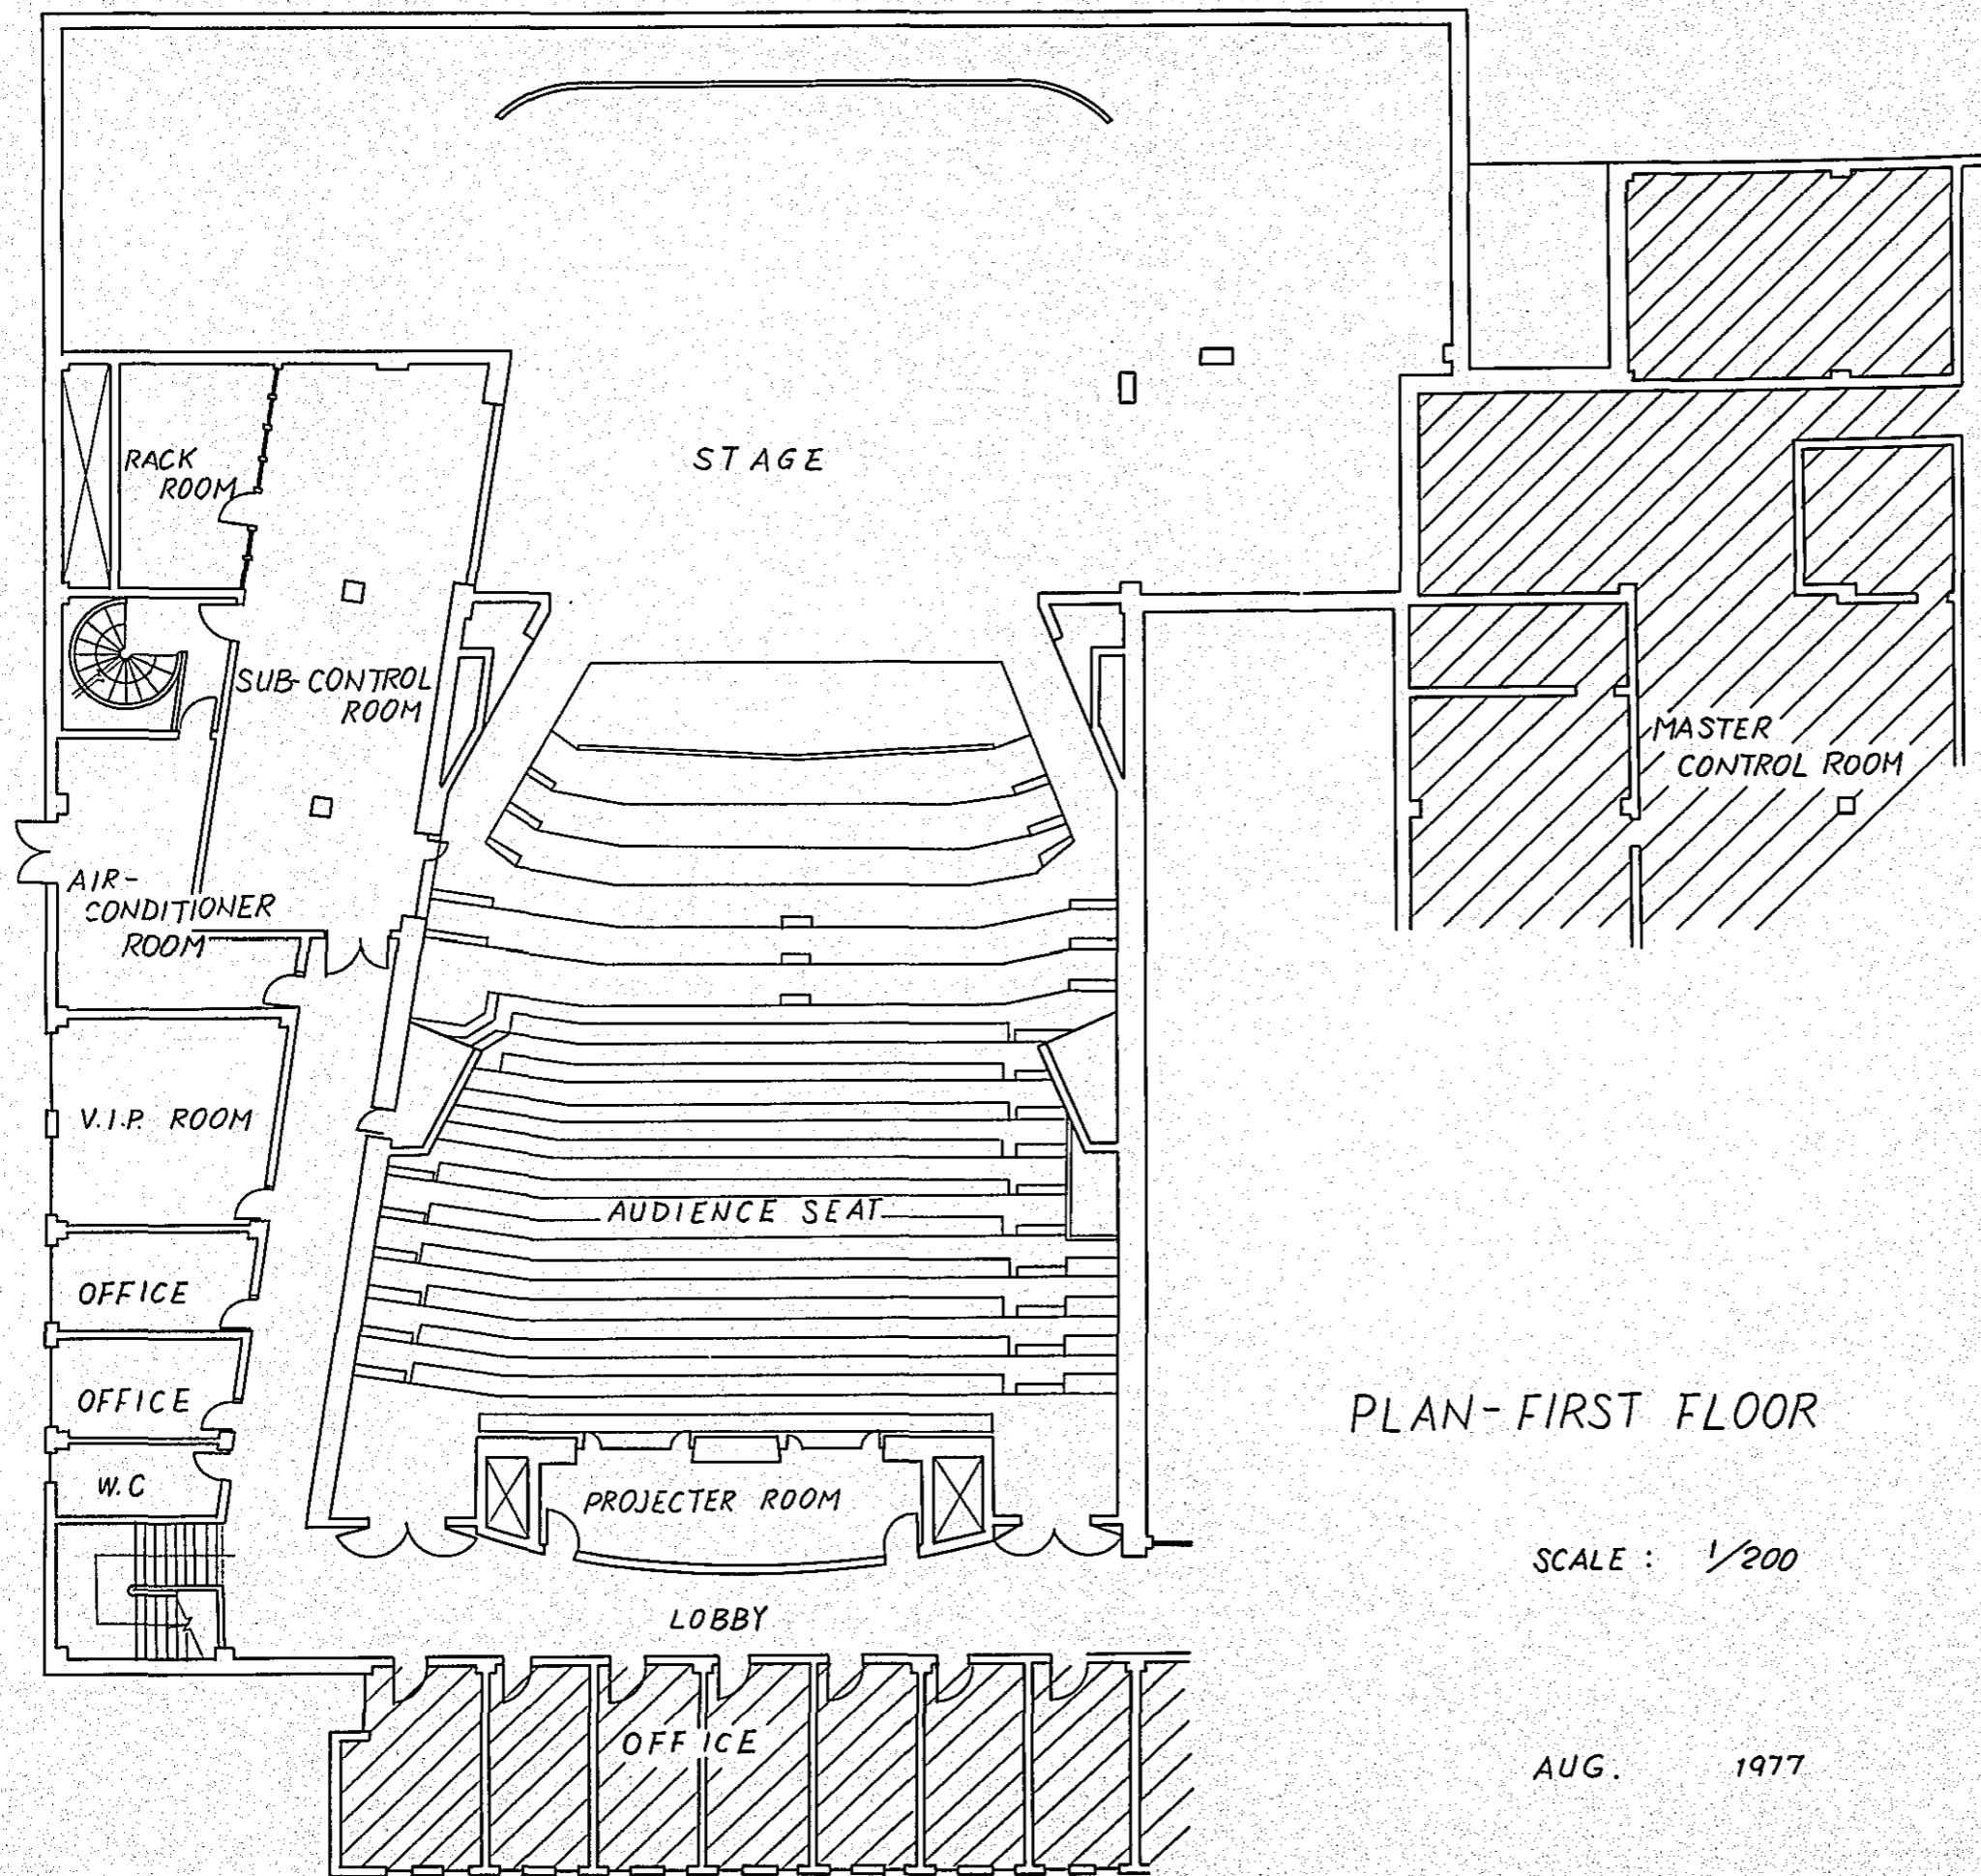 STAGE
RACK
ROOM
SUB-CONTROL
ROOM
MASTER
CONTROL ROOM
AIR-
CONDITIONER
ROOM
V.I.P. ROOM
AUDIENCE SEAT
OFFICE
OFFICE
W.C
PROJECTER ROOM
LOBBY
OFFICE
PLAN-FIRST FLOOR
SCALE : 1/200
AUG. 1977